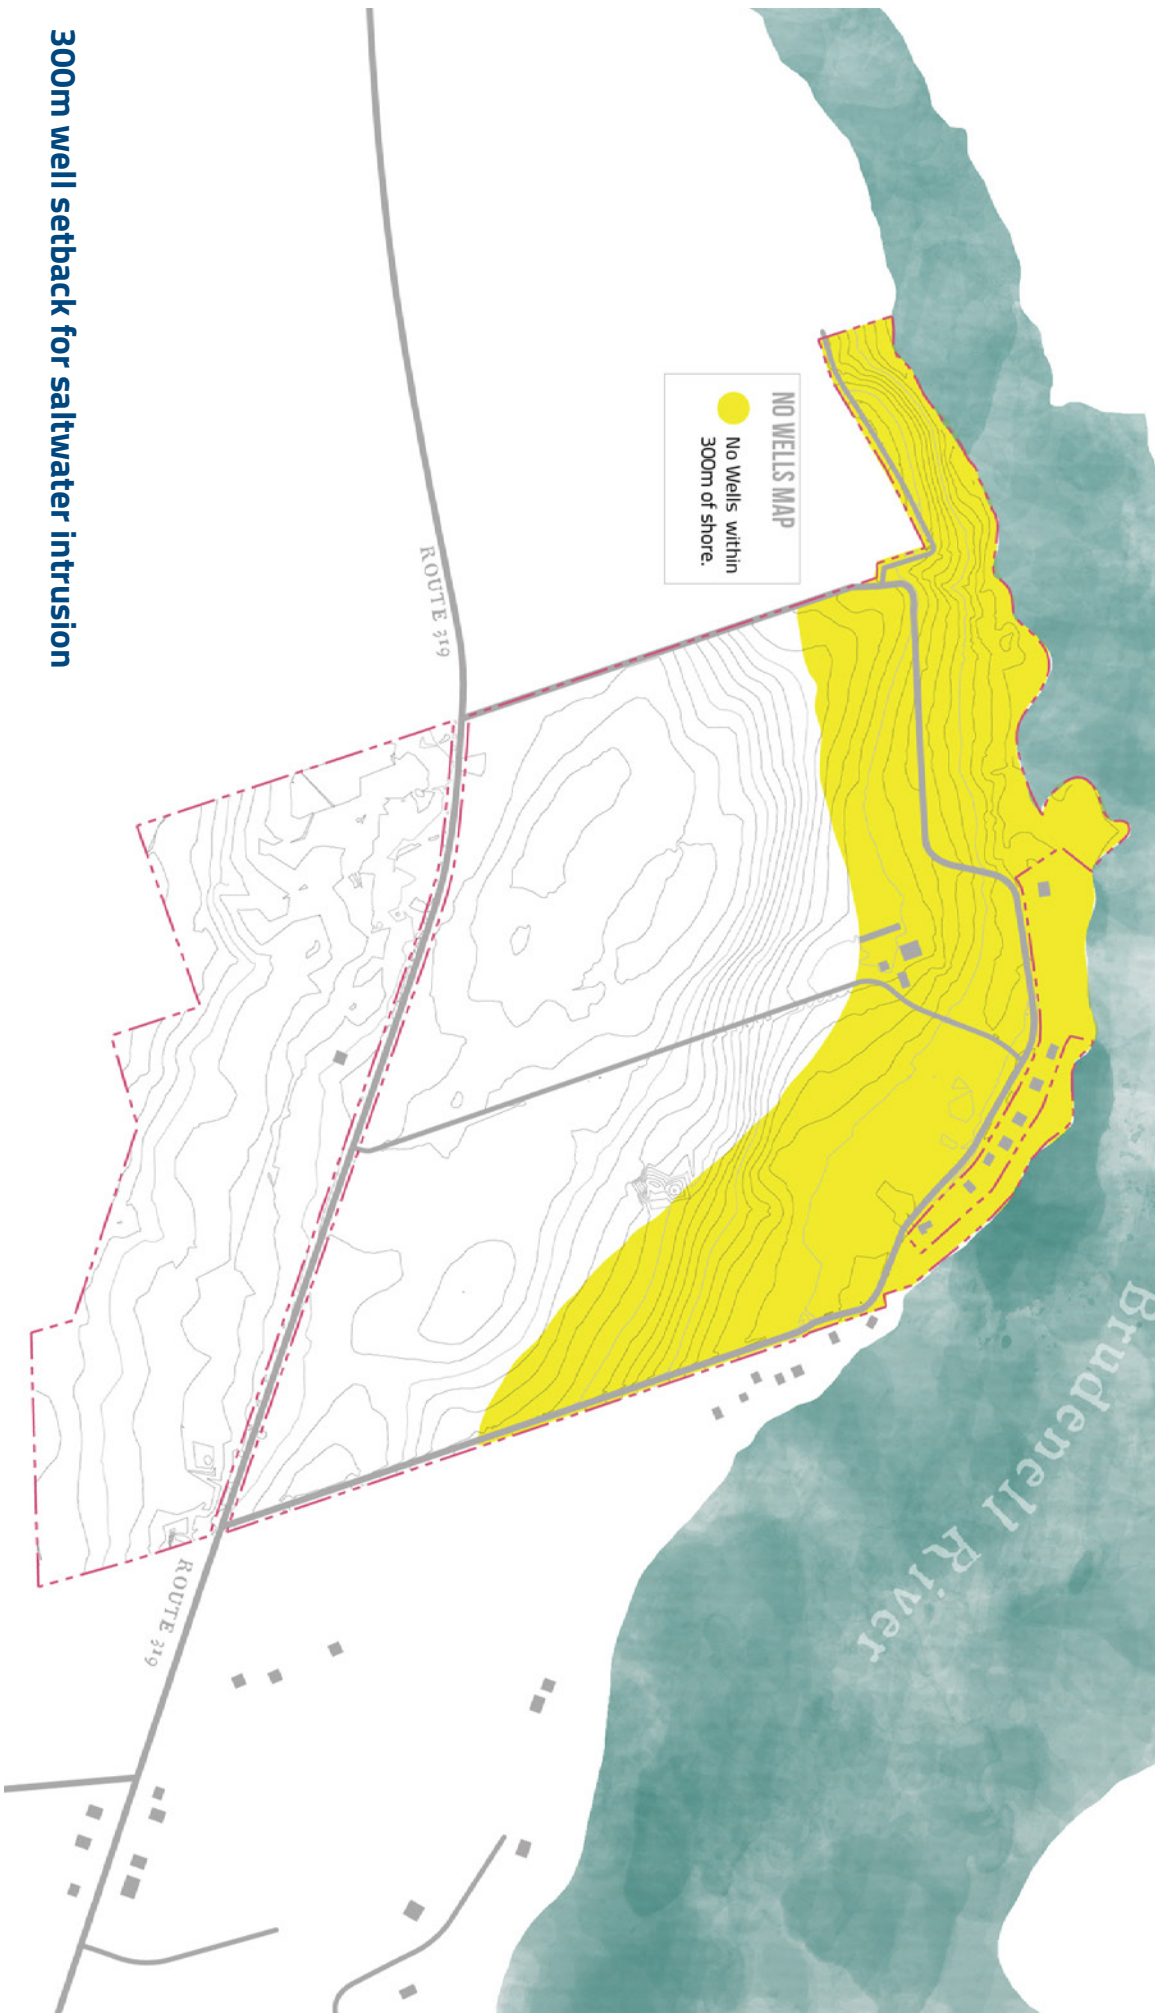 300m well setback for saltwater intrusion
NO WELLS MAP
No Wells within
300m of shore.
ROUTE 319
ROUTE 319
Brudenell River